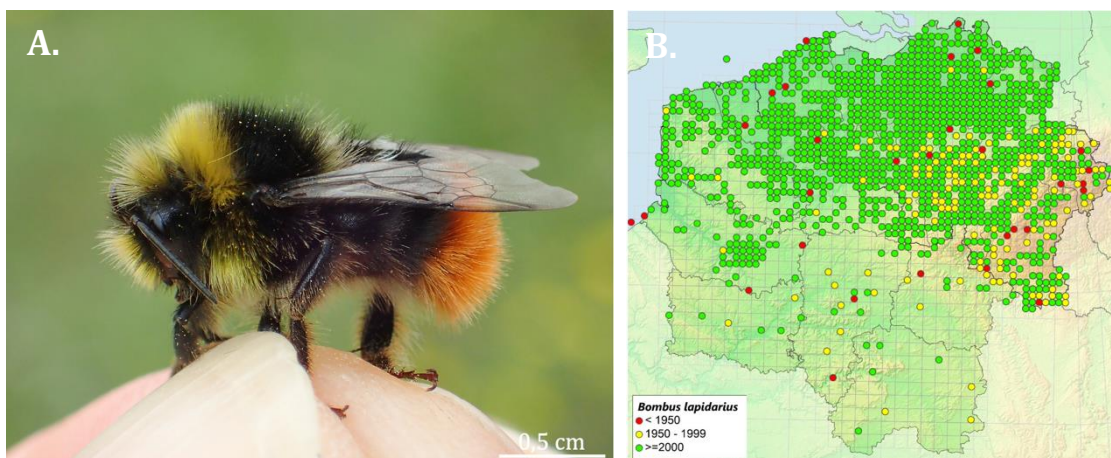 A.
0,5 cm
B.
Bombus lapidarius
< 1950
1950 - 1999
>=2000